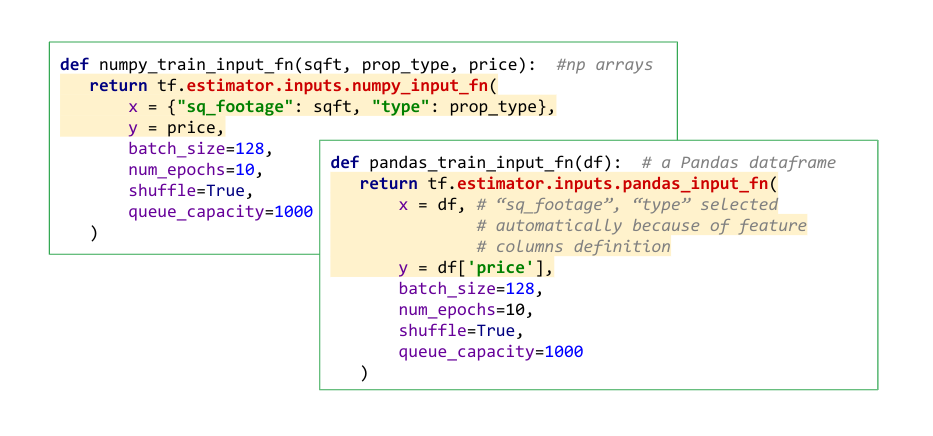 def numpy_train_input_fn(sqft, prop_type, price):  #np arrays
   return tf.estimator.inputs.numpy_input_fn(
       x = {"sq_footage": sqft, "type": prop_type},
       y = price,
       batch_size=128,
       num_epochs=10,
       shuffle=True,
       queue_capacity=1000
   )
def pandas_train_input_fn(df):  # a Pandas dataframe
   return tf.estimator.inputs.pandas_input_fn(
       x = df, # “sq_footage”, “type” selected
               # automatically because of feature
               # columns definition
       y = df['price'],
       batch_size=128,
       num_epochs=10,
       shuffle=True,
       queue_capacity=1000
   )